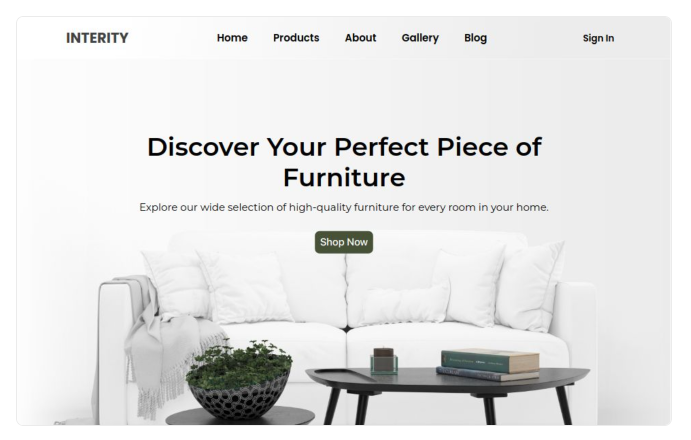 INTERITY
Home Products About Gallery Blog
Sign In
Discover Your Perfect Piece of
Furniture
Explore our wide selection of high-quality furniture for every room in your home.
Shop Now